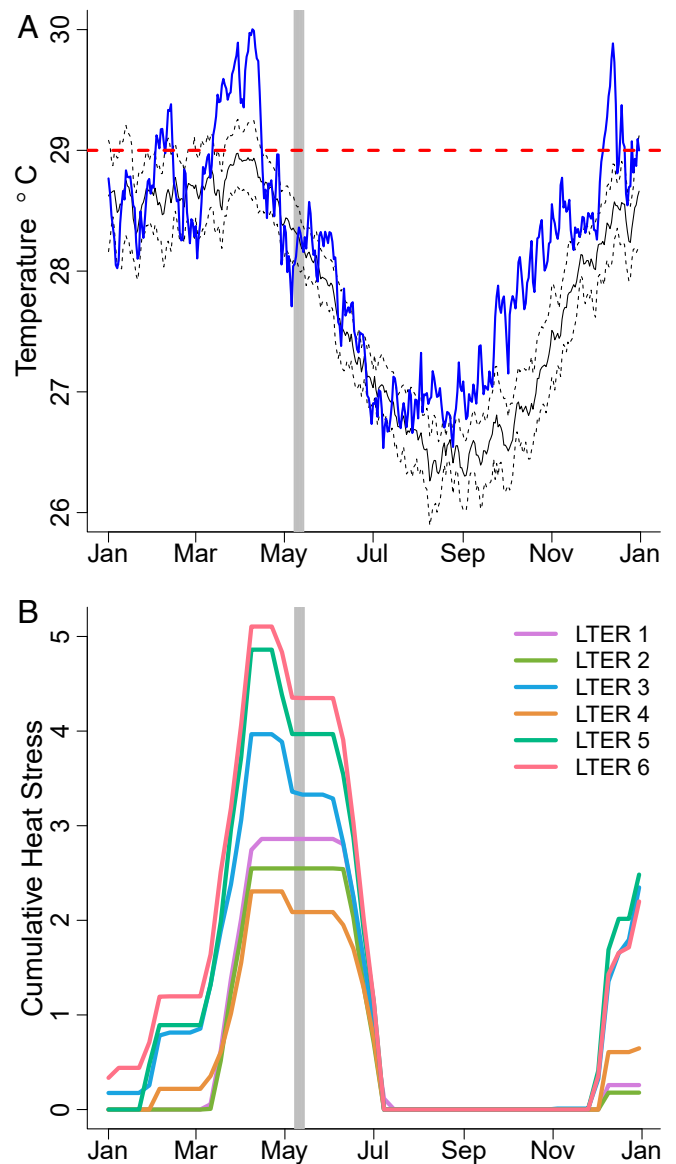 A
30
29
28
27
26
Temperature ° C
Jan Mar May Jul Sep Nov Jan
B
5
4
3
2
1
0
Cumulative Heat Stress
LTER 1
LTER 2
LTER 3
LTER 4
LTER 5
LTER 6
Jan Mar May Jul Sep Nov Jan